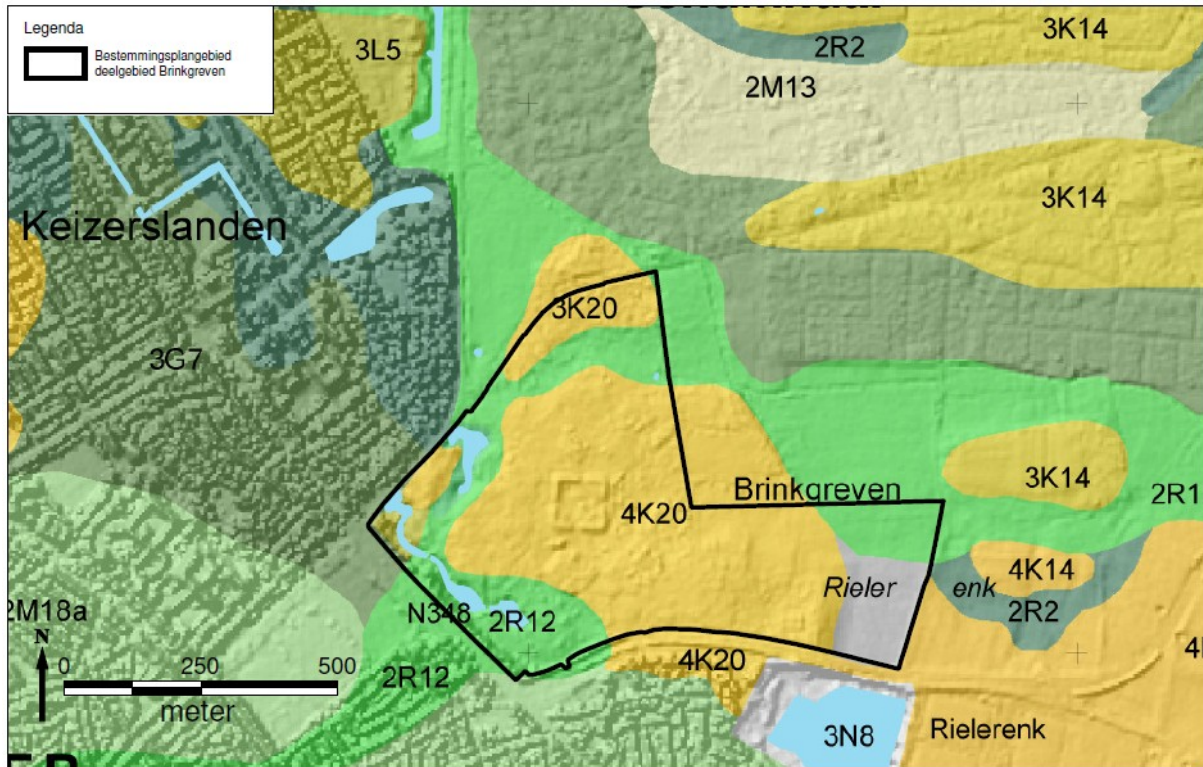 Legenda
Bestemmingsplangebied
deelgebied Brinkgreven
3L5
2R2
3K14
2M13
3K14
Keizerslanden
3K20
3G7
3K14
Brinkgreven
2R1
4K20
4K14
Rieler
enk
2R2
2M18a
N348
2R12
N
0 250 500
meter
2R12
4K20
3N8
Rielerenk